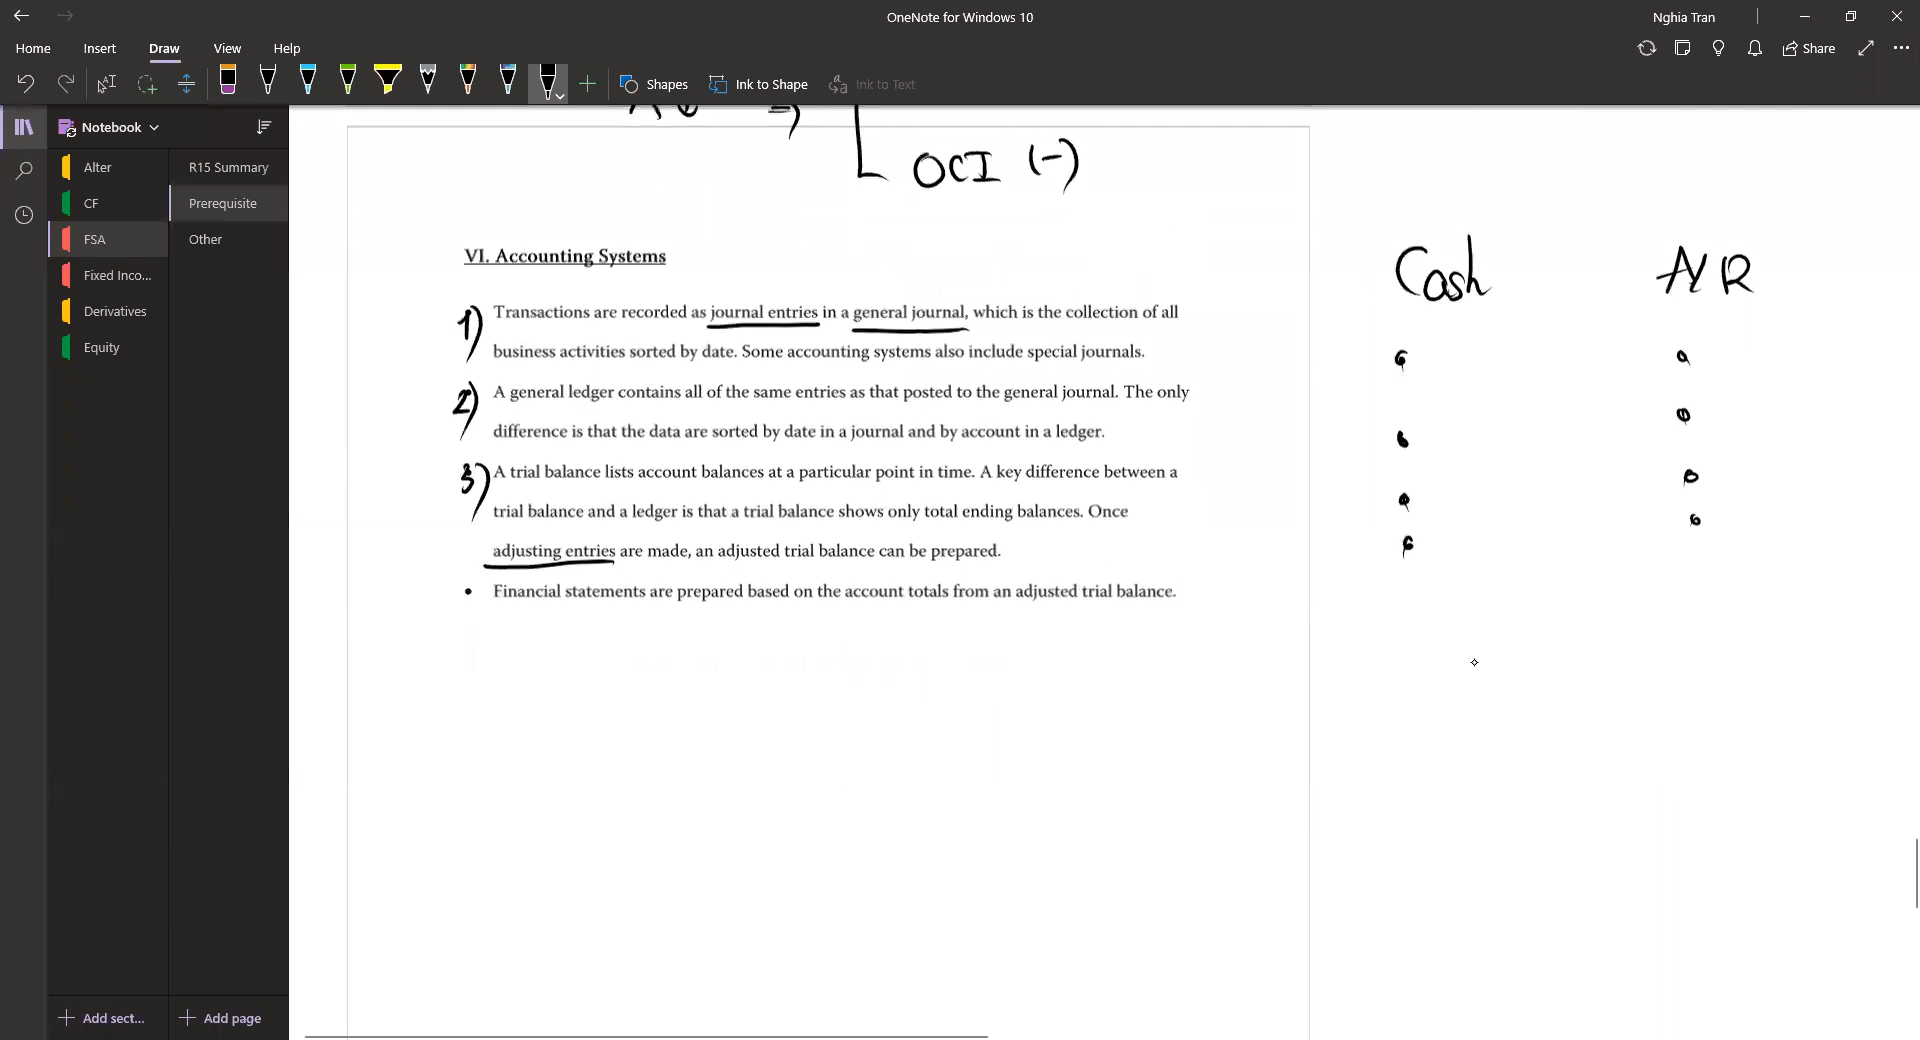 OneNote for Windows 10
Nghia Tran
Home Insert Draw View Help
Share
Shapes
Ink to Shape
Ink to Text
Notebook
Alter
CF
FSA
Fixed Inco...
Derivatives
Equity
R15 Summary
Prerequisite
Other
OCI (-)
VI. Accounting Systems
1) Transactions are recorded as journal entries in a general journal, which is the collection of all
business activities sorted by date. Some accounting systems also include special journals.
2) A general ledger contains all of the same entries as that posted to the general journal. The only
difference is that the data are sorted by date in a journal and by account in a ledger.
3) A trial balance lists account balances at a particular point in time. A key difference between a
trial balance and a ledger is that a trial balance shows only total ending balances. Once
adjusting entries are made, an adjusted trial balance can be prepared.
• Financial statements are prepared based on the account totals from an adjusted trial balance.
Cash
A/R
Add sect...
Add page